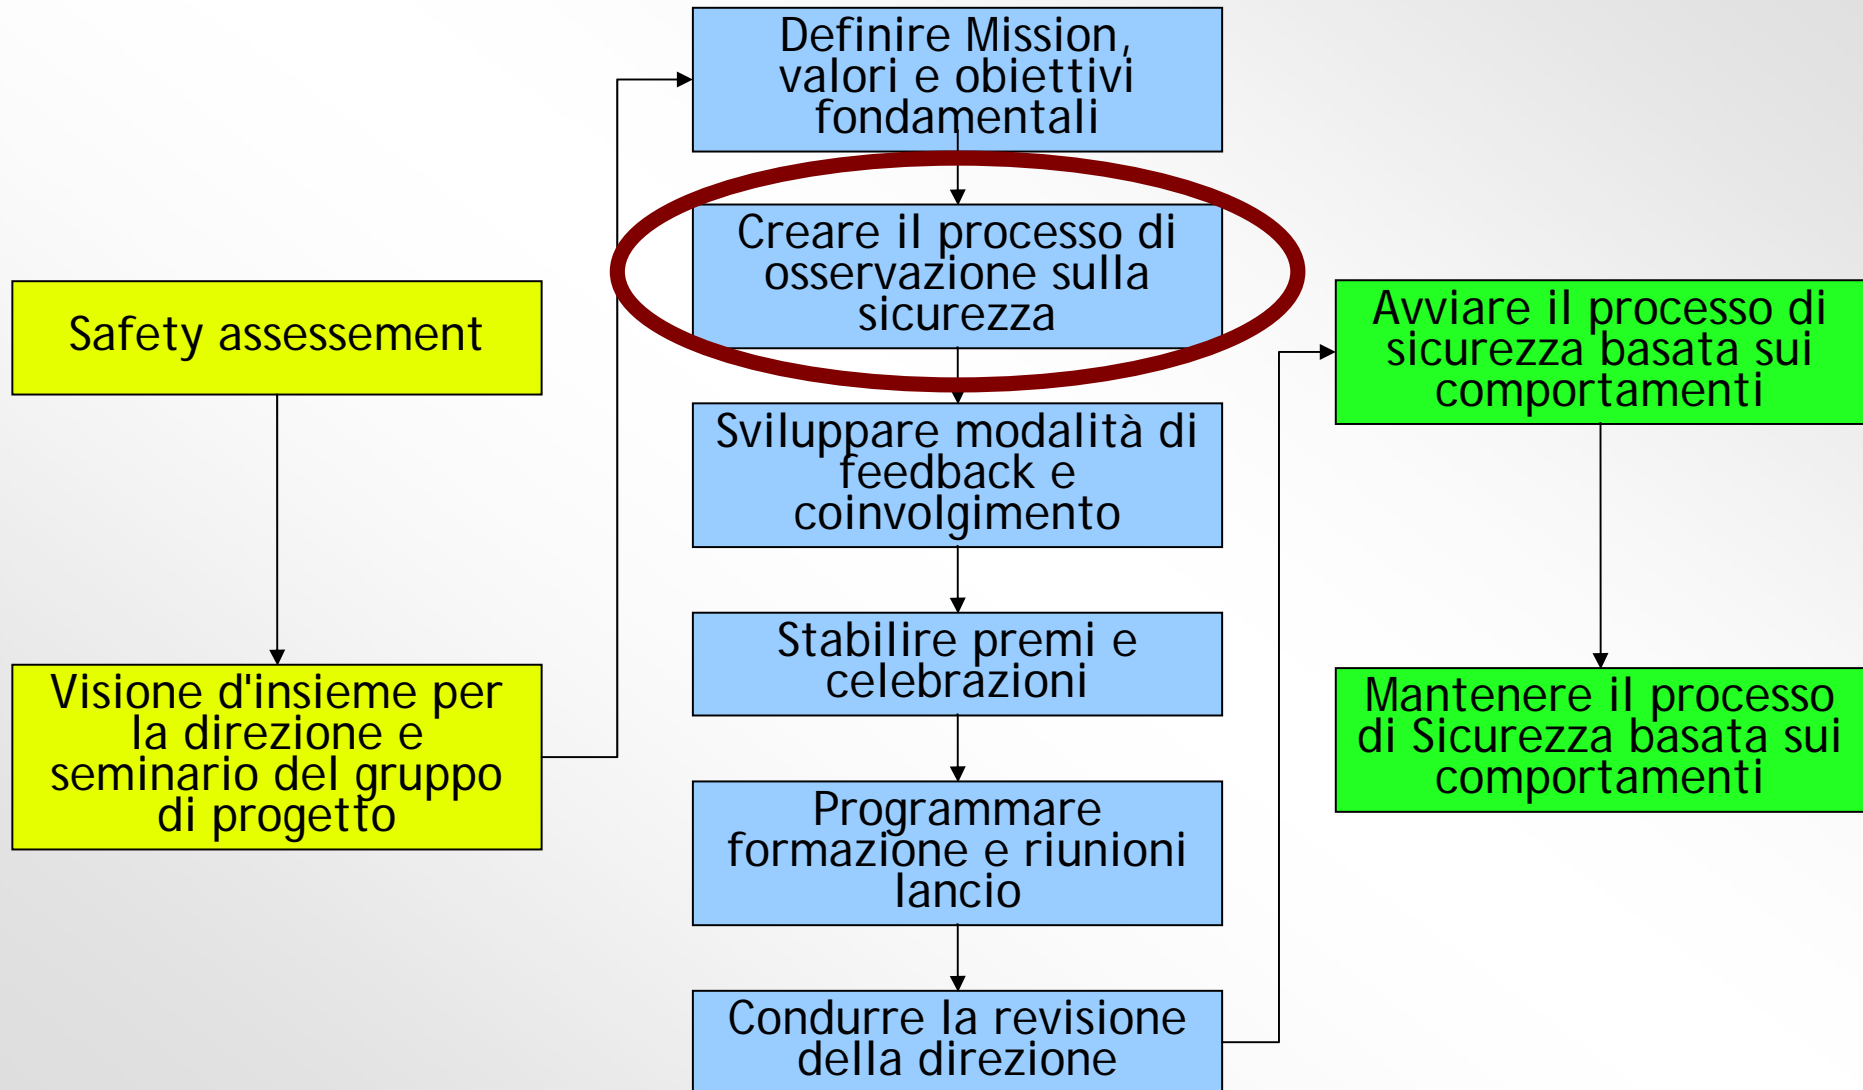 Safety assessement
Visione d'insieme per
la direzione e
seminario del gruppo
di progetto
Definire Mission,
valori e obiettivi
fondamentali
Creare il processo di
osservazione sulla
sicurezza
Sviluppare modalità di
feedback e
coinvolgimento
Stabilire premi e
celebrazioni
Programmare
formazione e riunioni
lancio
Condurre la revisione
della direzione
Avviare il processo di
sicurezza basata sui
comportamenti
Mantenere il processo
di Sicurezza basata sui
comportamenti